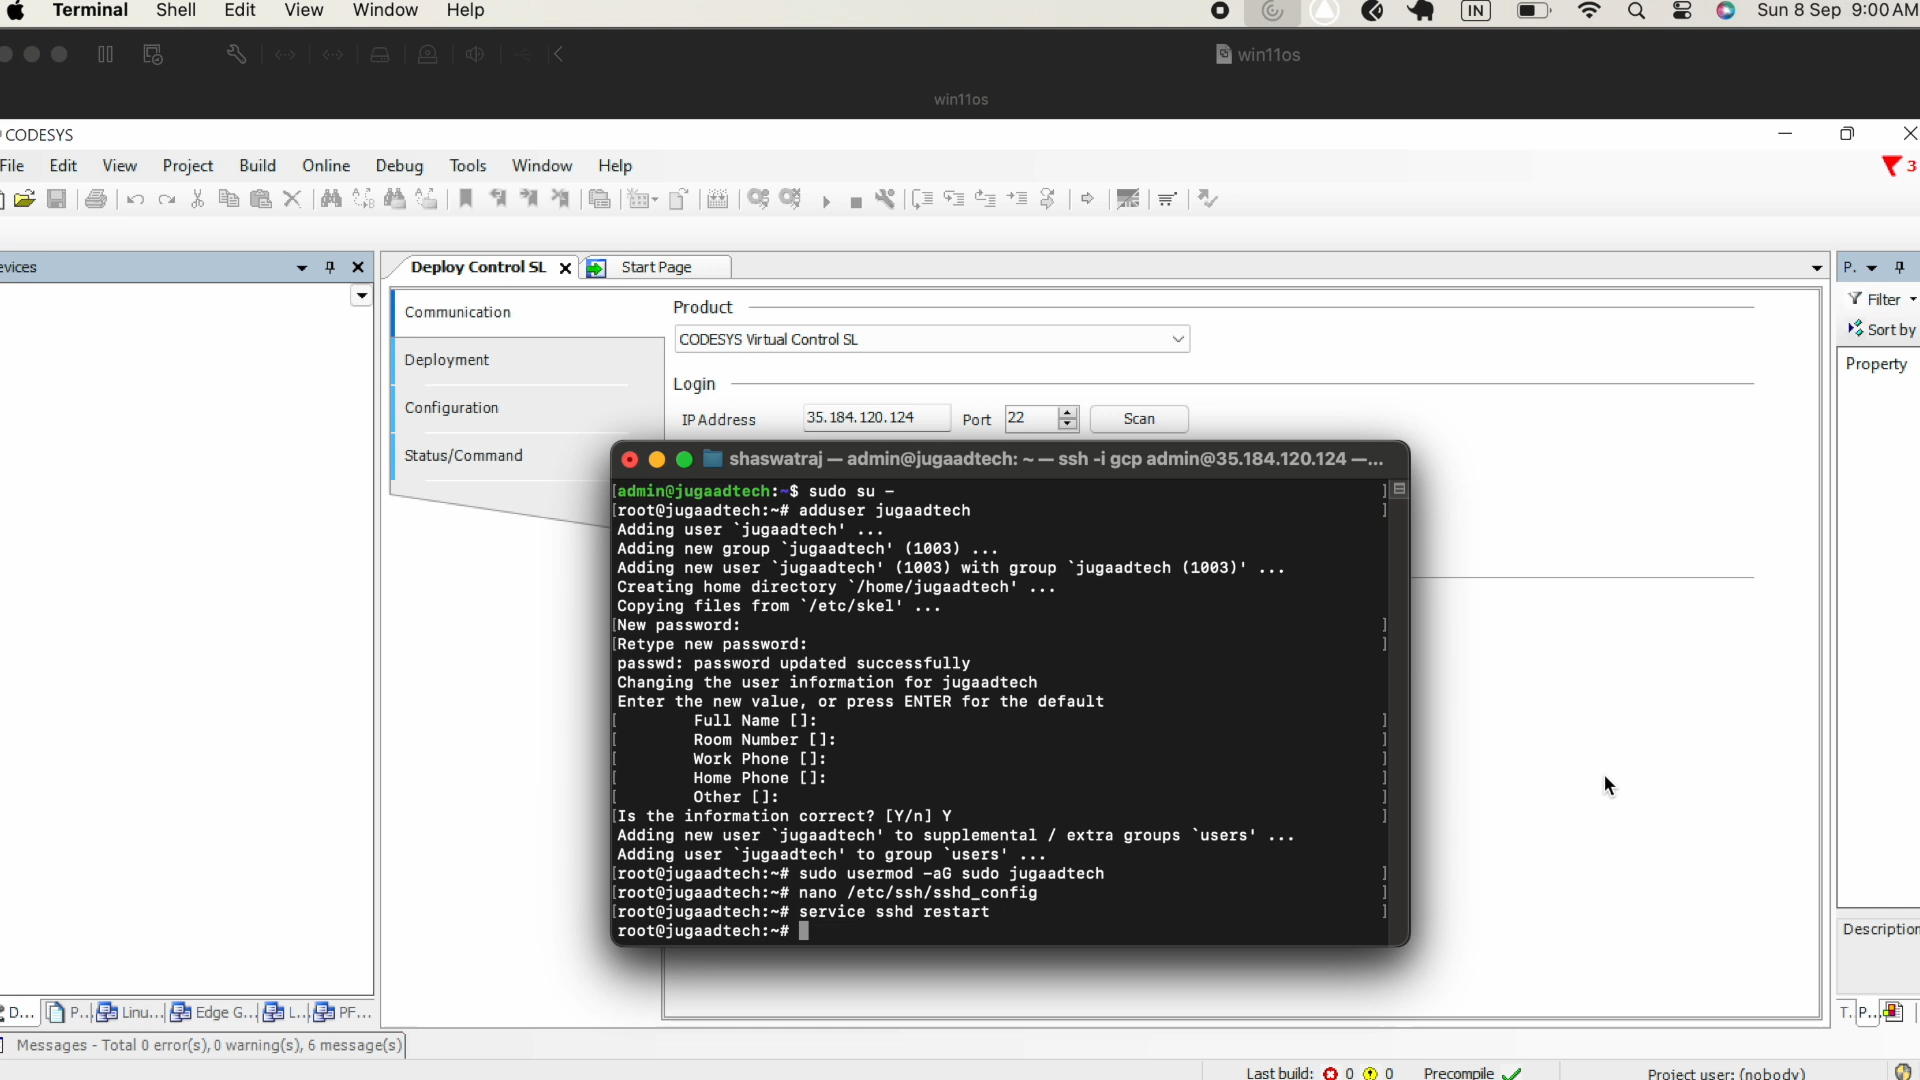 Terminal Shell Edit View Window Help IN Sun 8 Sep 9:00 AM
win11os
win11os
CODESYS
File Edit View Project Build Online Debug Tools Window Help 3
evices Deploy Control SL Start Page P.
Filter
Sort by
Property
Communication
Deployment
Configuration
Status/Command
Product
CODESYS Virtual Control SL
Login
IP Address 35.184.120.124 Port 22 Scan
shaswatraj — admin@jugaadtech: ~ — ssh -i gcp admin@35.184.120.124 —...
[admin@jugaadtech:~$ sudo su - ]
[root@jugaadtech:~# adduser jugaadtech ]
Adding user `jugaadtech' ...
Adding new group `jugaadtech' (1003) ...
Adding new user `jugaadtech' (1003) with group `jugaadtech (1003)' ...
Creating home directory `/home/jugaadtech' ...
Copying files from `/etc/skel' ...
[New password: ]
[Retype new password: ]
passwd: password updated successfully
Changing the user information for jugaadtech
Enter the new value, or press ENTER for the default
[ Full Name []: ]
[ Room Number []: ]
[ Work Phone []: ]
[ Home Phone []: ]
[ Other []: ]
[Is the information correct? [Y/n] Y ]
Adding new user `jugaadtech' to supplemental / extra groups `users' ...
Adding user `jugaadtech' to group `users' ...
[root@jugaadtech:~# sudo usermod -aG sudo jugaadtech ]
[root@jugaadtech:~# nano /etc/ssh/sshd_config ]
[root@jugaadtech:~# service sshd restart ]
root@jugaadtech:~#
Description
D... P... Linu... Edge G... L... PF... T. P...
Messages - Total 0 error(s), 0 warning(s), 6 message(s)
Last build: 0 0 Precompile Project user: (nobody)